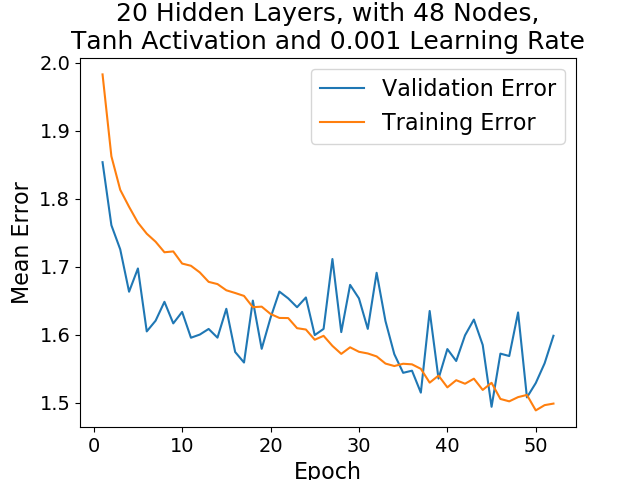 20 Hidden Layers, with 48 Nodes,
Tanh Activation and 0.001 Learning Rate
Validation Error
Training Error
Mean Error
2.0
1.9
1.8
1.7
1.6
1.5
0
10
20
30
40
50
Epoch